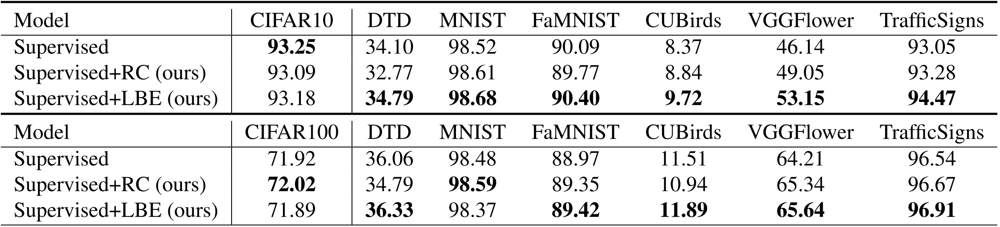 Model CIFAR10 DTD MNIST FaMNIST CUBirds VGGFlower TrafficSigns
Supervised 93.25 34.10 98.52 90.09 8.37 46.14 93.05
Supervised+RC (ours) 93.09 32.77 98.61 89.77 8.84 49.05 93.28
Supervised+LBE (ours) 93.18 34.79 98.68 90.40 9.72 53.15 94.47
Model CIFAR100 DTD MNIST FaMNIST CUBirds VGGFlower TrafficSigns
Supervised 71.92 36.06 98.48 88.97 11.51 64.21 96.54
Supervised+RC (ours) 72.02 34.79 98.59 89.35 10.94 65.34 96.67
Supervised+LBE (ours) 71.89 36.33 98.37 89.42 11.89 65.64 96.91